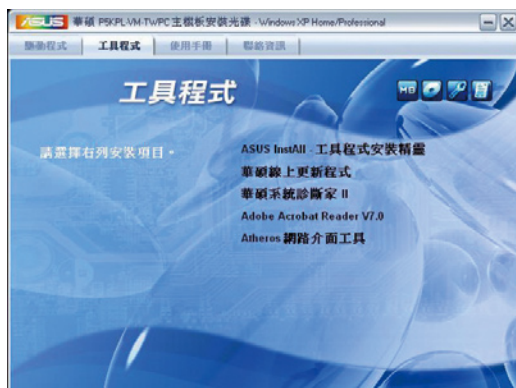 ASUS 華碩 P5KPL-VM-TWPC 主機板安裝光碟 - Windows XP Home/Professional
驅動程式 工具程式 使用手冊 聯絡資訊
工具程式
MB
請選擇右列安裝項目。
ASUS InstAll - 工具程式安裝精靈
華碩線上更新程式
華碩系統診斷家 II
Adobe Acrobat Reader V7.0
Atheros 網路介面工具